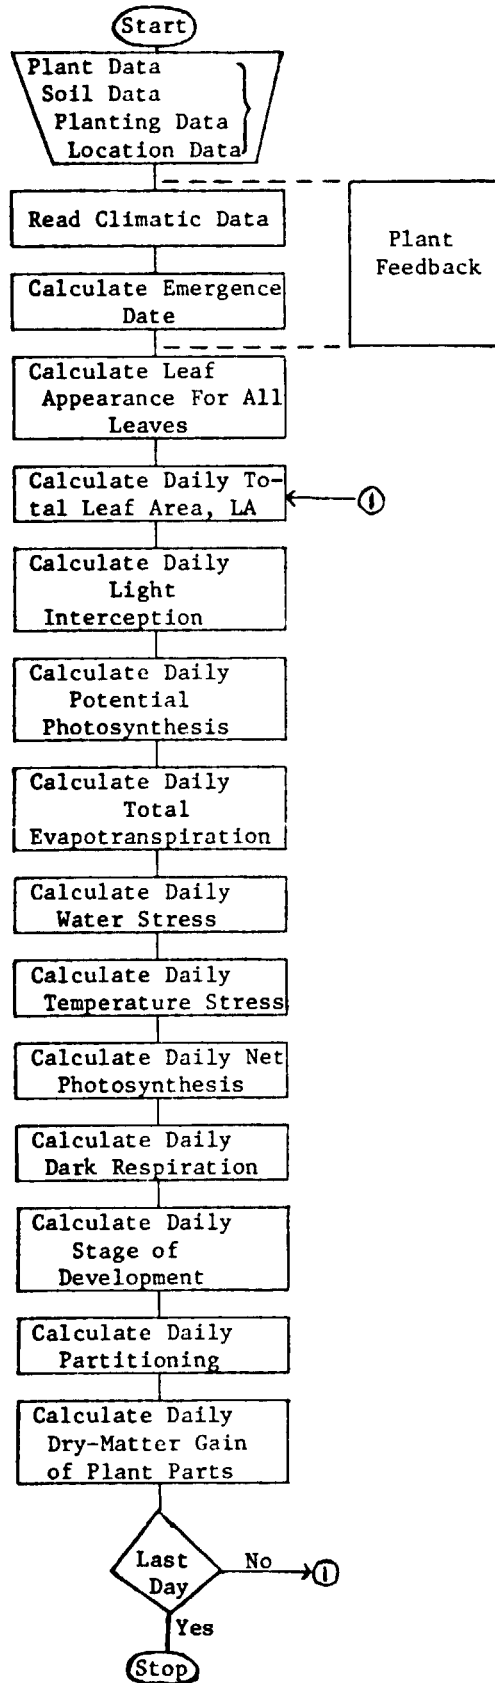 Start
Plant Data
Soil Data
Planting Data
Location Data
Read Climatic Data
Plant
Feedback
Calculate Emergence
Date
Calculate Leaf
Appearance For All
Leaves
Calculate Daily To-
tal Leaf Area, LA
1
Calculate Daily
Light
Interception
Calculate Daily
Potential
Photosynthesis
Calculate Daily
Total
Evapotranspiration
Calculate Daily
Water Stress
Calculate Daily
Temperature Stress
Calculate Daily Net
Photosynthesis
Calculate Daily
Dark Respiration
Calculate Daily
Stage of
Development
Calculate Daily
Partitioning
Calculate Daily
Dry-Matter Gain
of Plant Parts
Last
Day
No
1
Yes
Stop